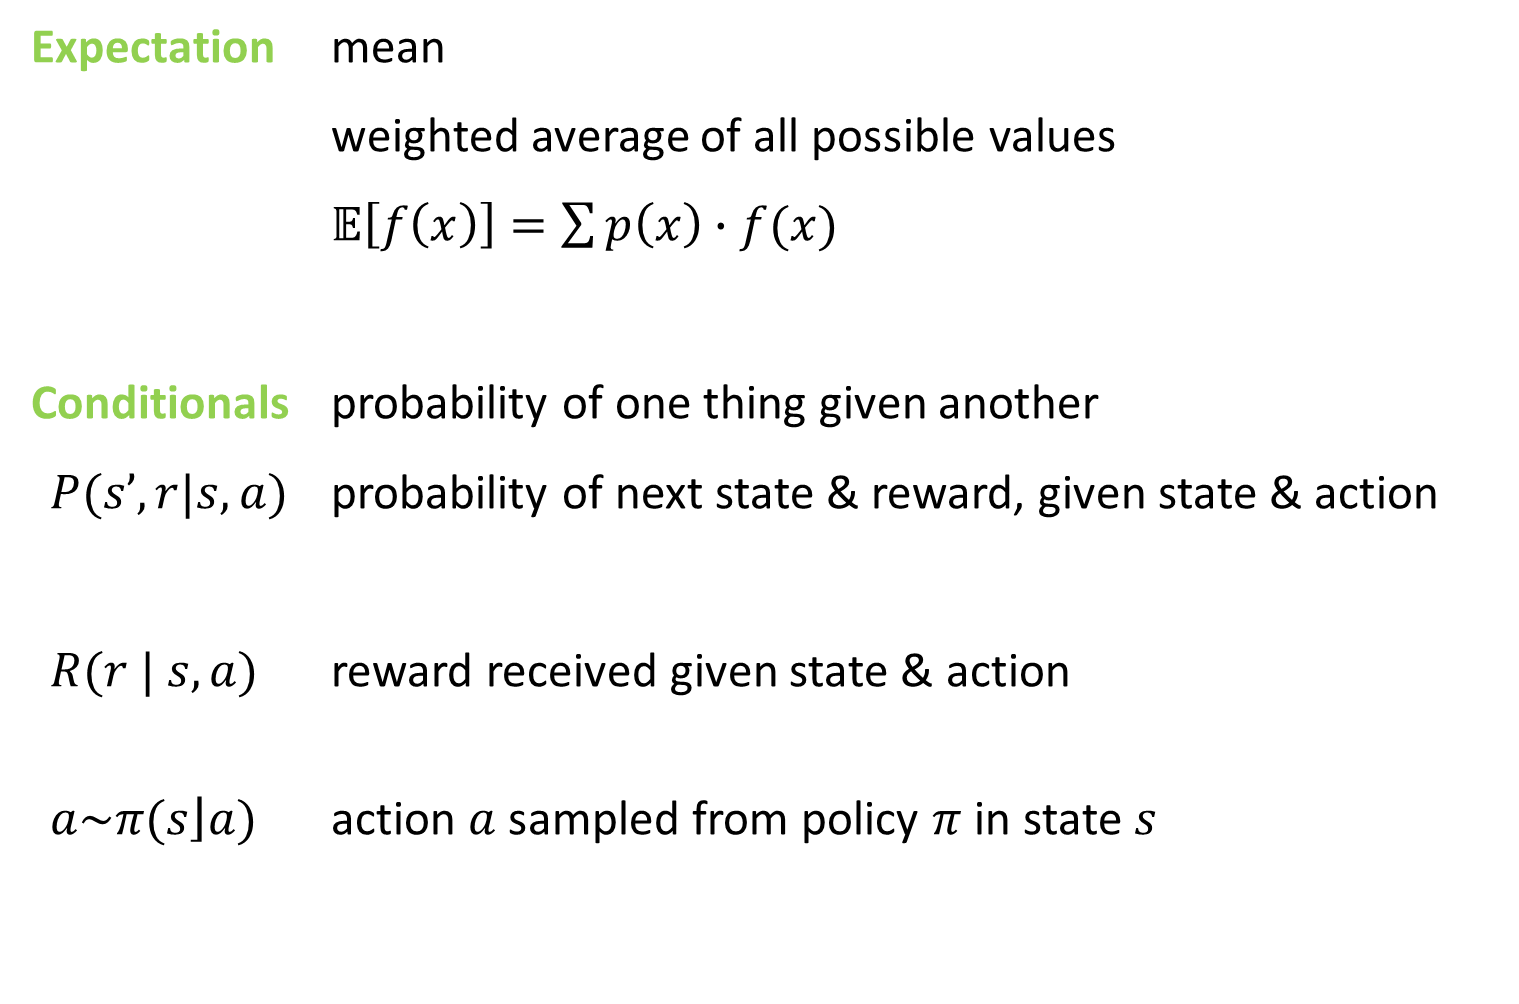 Expectation mean
weighted average of all possible values
𝔼[f(x)] = ∑ p(x) · f(x)
Conditionals probability of one thing given another
P(s’, r|s, a) probability of next state & reward, given state & action
R(r | s, a) reward received given state & action
a~π(s⌋a) action a sampled from policy π in state s